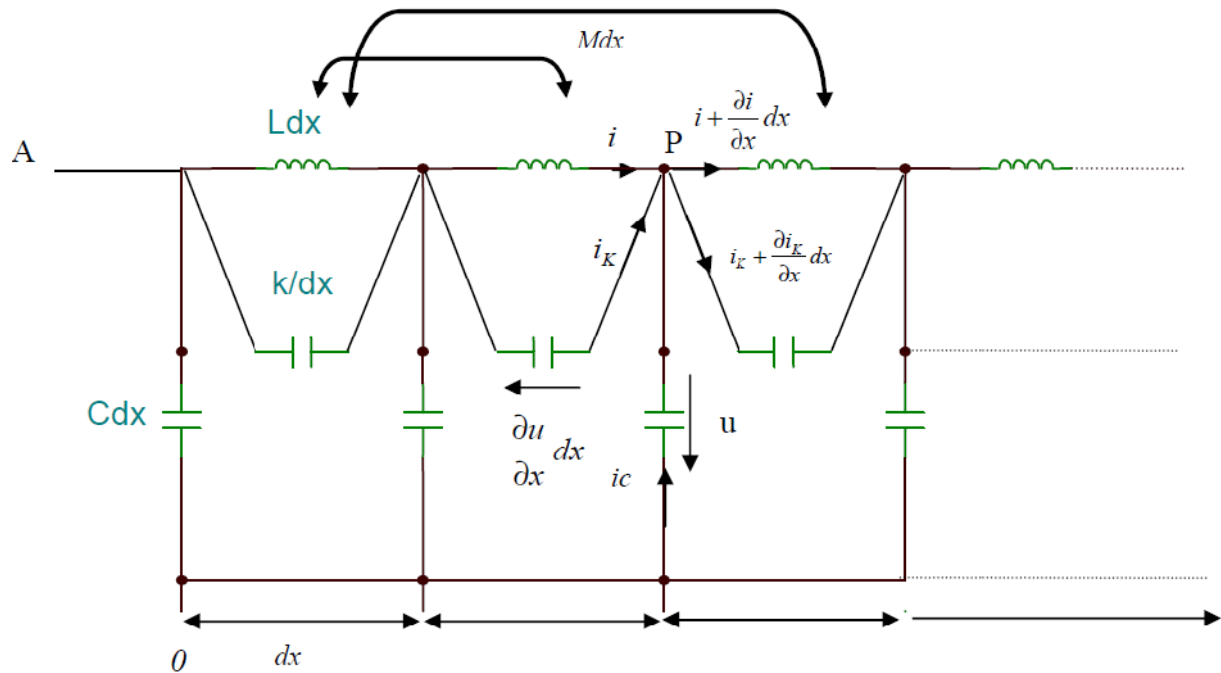 Mdx
Ldx
A
i
P
i + ∂i/∂x dx
k/dx
i_K
i_K + ∂i_K/∂x dx
Cdx
∂u/∂x dx
u
ic
0
dx